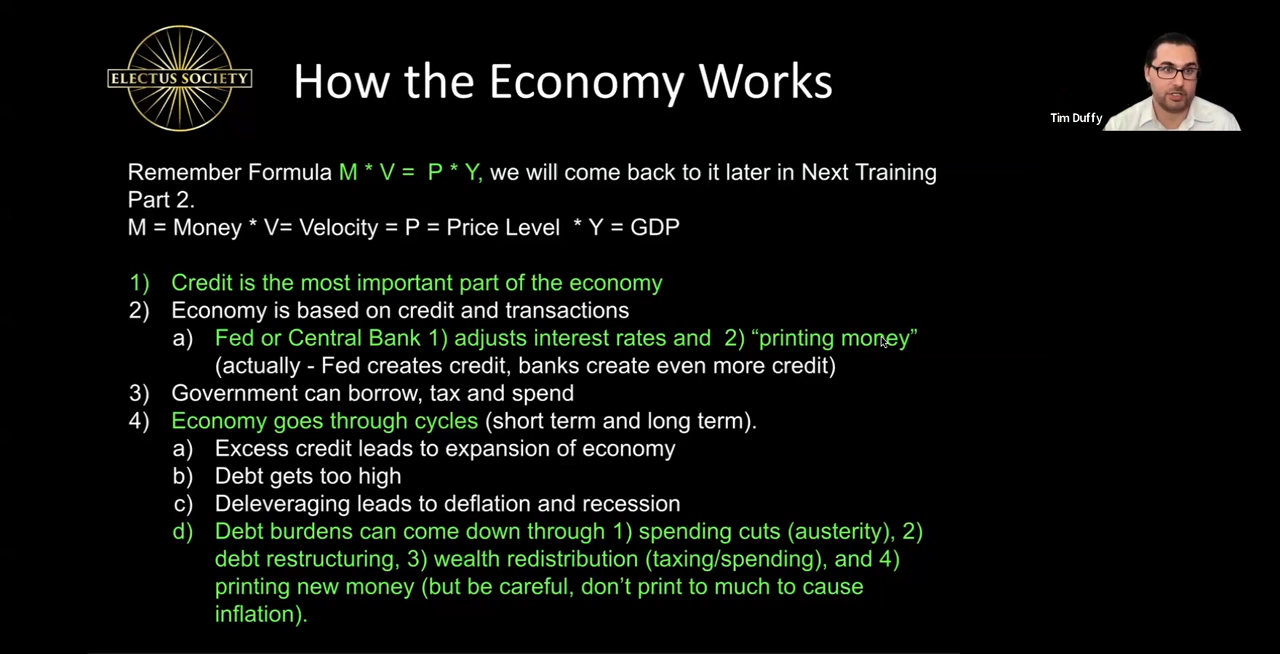 ELECTUS SOCIETY
How the Economy Works
Tim Duffy
Remember Formula M * V = P * Y, we will come back to it later in Next Training
Part 2.
M = Money * V= Velocity = P = Price Level * Y = GDP
1) Credit is the most important part of the economy
2) Economy is based on credit and transactions
a) Fed or Central Bank 1) adjusts interest rates and 2) “printing money”
(actually - Fed creates credit, banks create even more credit)
3) Government can borrow, tax and spend
4) Economy goes through cycles (short term and long term).
a) Excess credit leads to expansion of economy
b) Debt gets too high
c) Deleveraging leads to deflation and recession
d) Debt burdens can come down through 1) spending cuts (austerity), 2)
debt restructuring, 3) wealth redistribution (taxing/spending), and 4)
printing new money (but be careful, don’t print to much to cause
inflation).